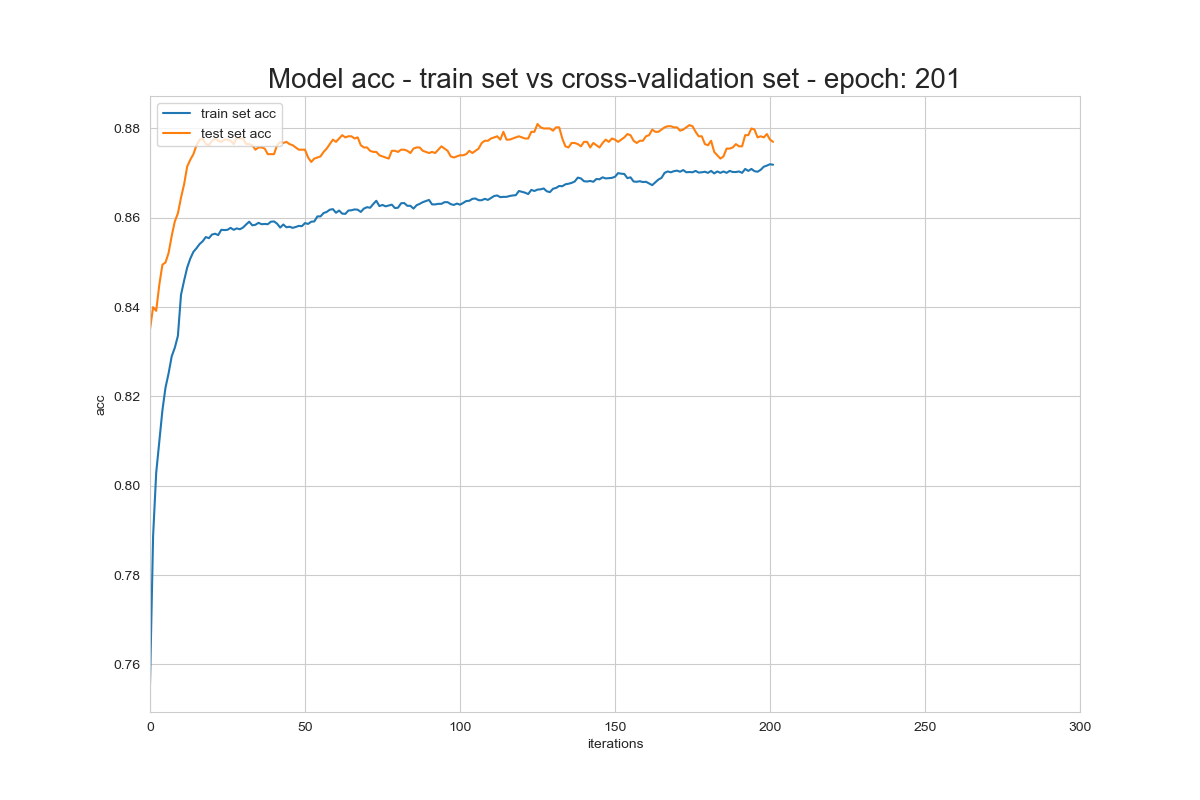 Model acc - train set vs cross-validation set - epoch: 201
train set acc
test set acc
0.88
0.86
0.84
0.82
0.80
0.78
0.76
acc
0 50 100 150 200 250 300
iterations